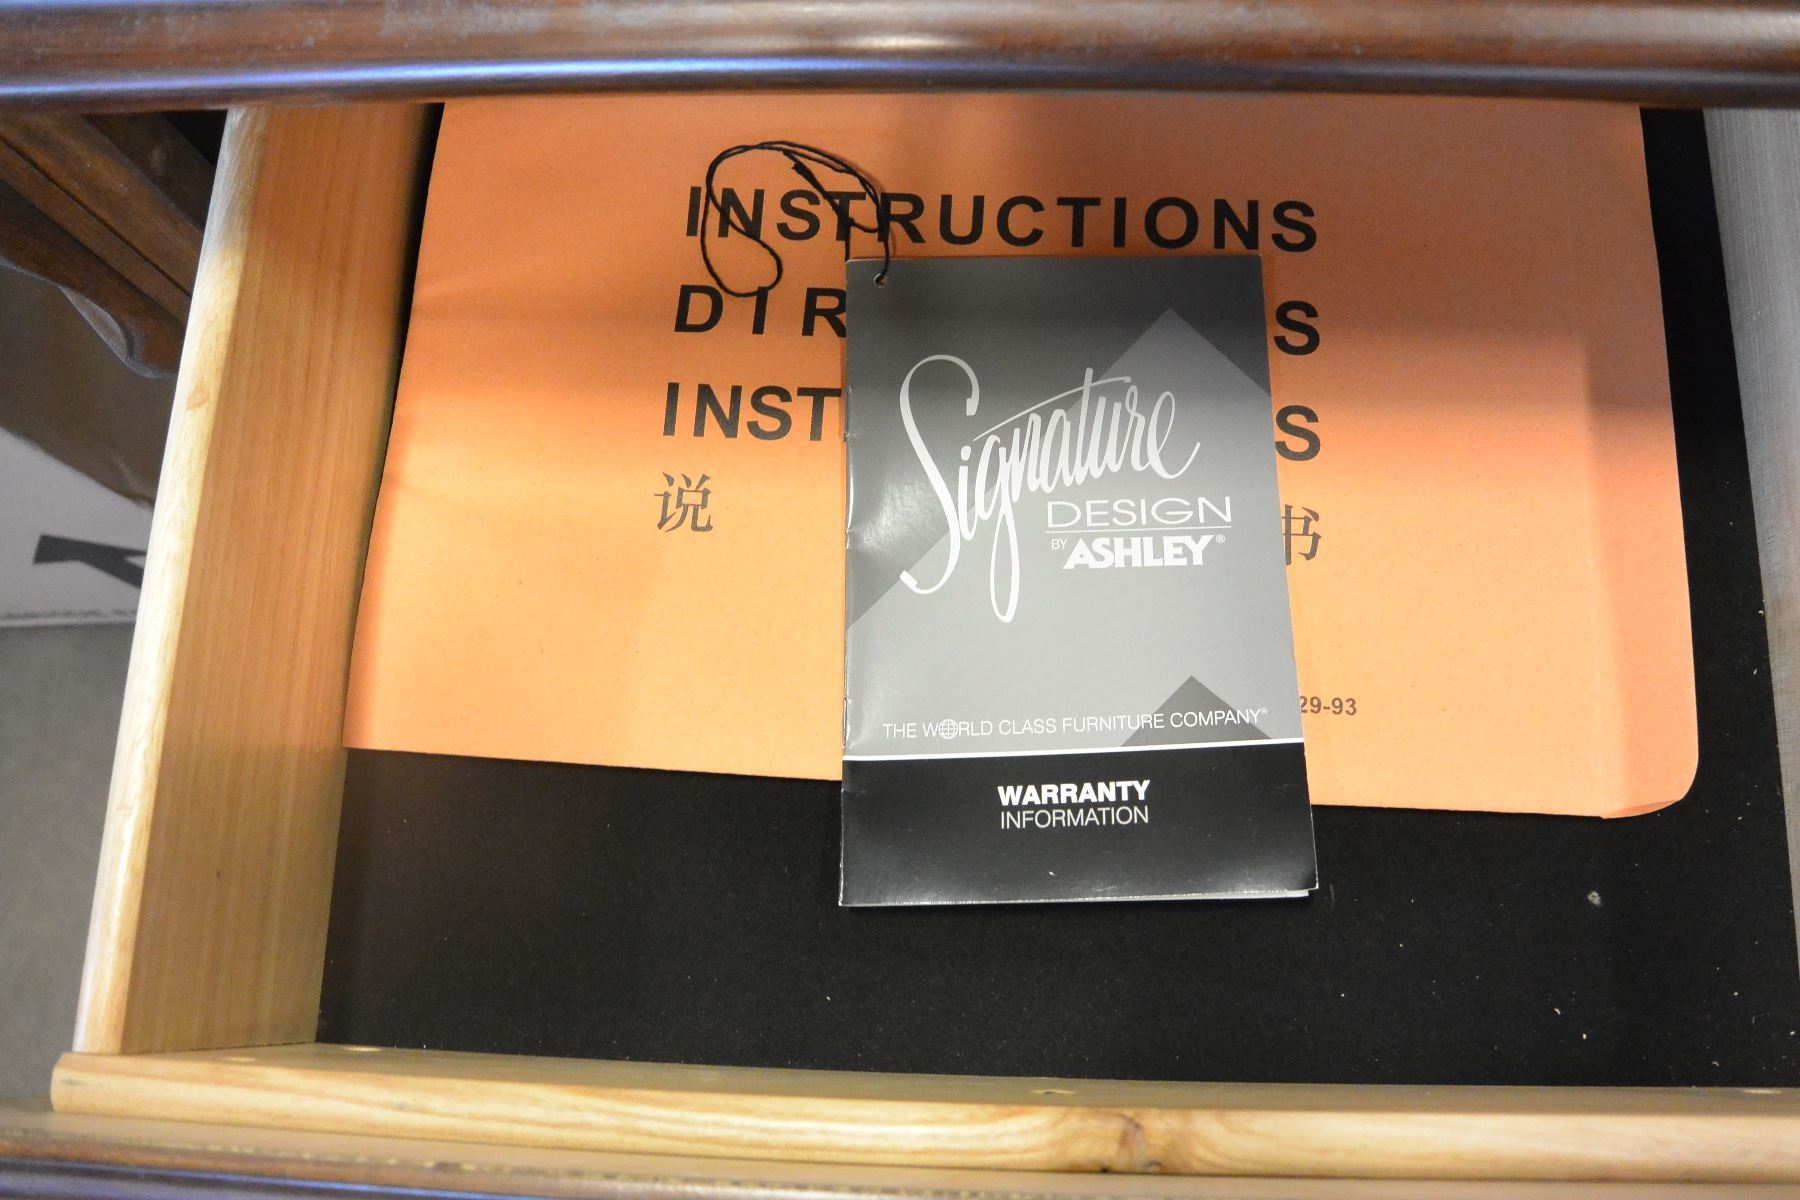 INSTRUCTIONS
DIR S
INST S
说 书
29-93
Signature
DESIGN
BY ASHLEY®
THE WORLD CLASS FURNITURE COMPANY®
WARRANTY
INFORMATION